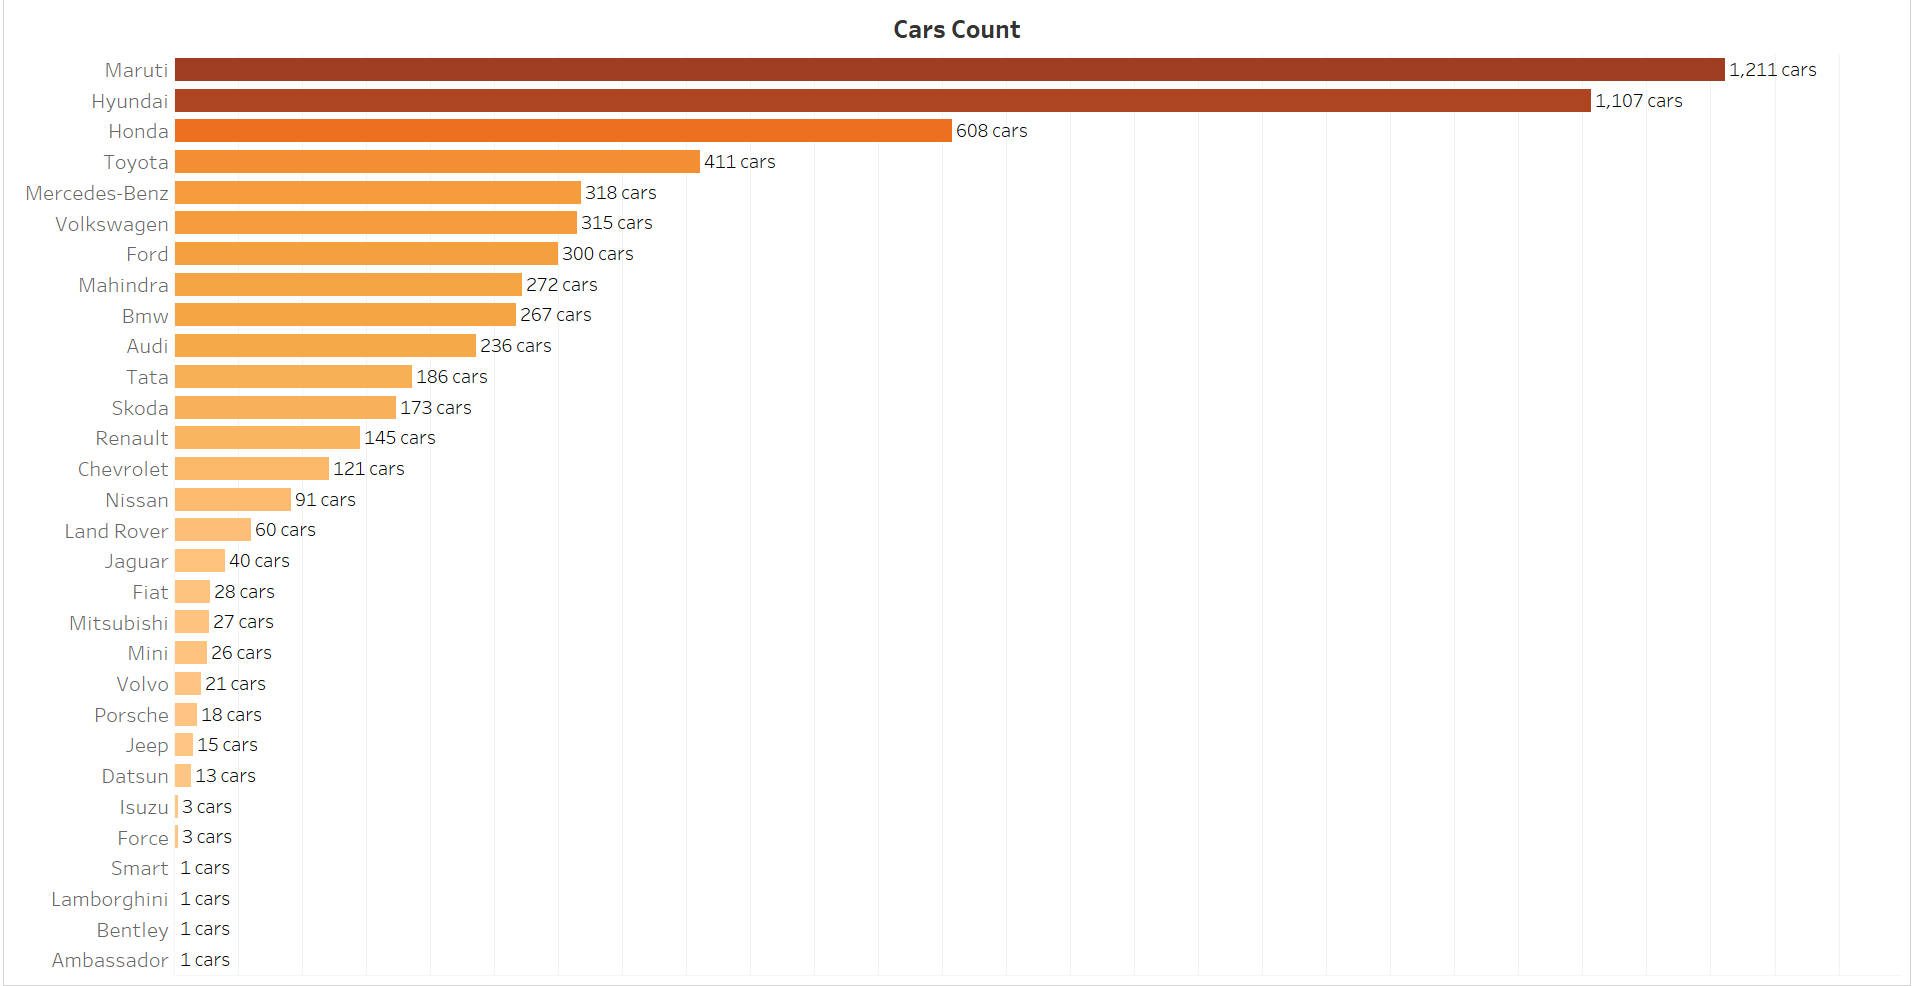 Cars Count
Maruti 1,211 cars
Hyundai 1,107 cars
Honda 608 cars
Toyota 411 cars
Mercedes-Benz 318 cars
Volkswagen 315 cars
Ford 300 cars
Mahindra 272 cars
Bmw 267 cars
Audi 236 cars
Tata 186 cars
Skoda 173 cars
Renault 145 cars
Chevrolet 121 cars
Nissan 91 cars
Land Rover 60 cars
Jaguar 40 cars
Fiat 28 cars
Mitsubishi 27 cars
Mini 26 cars
Volvo 21 cars
Porsche 18 cars
Jeep 15 cars
Datsun 13 cars
Isuzu 3 cars
Force 3 cars
Smart 1 cars
Lamborghini 1 cars
Bentley 1 cars
Ambassador 1 cars